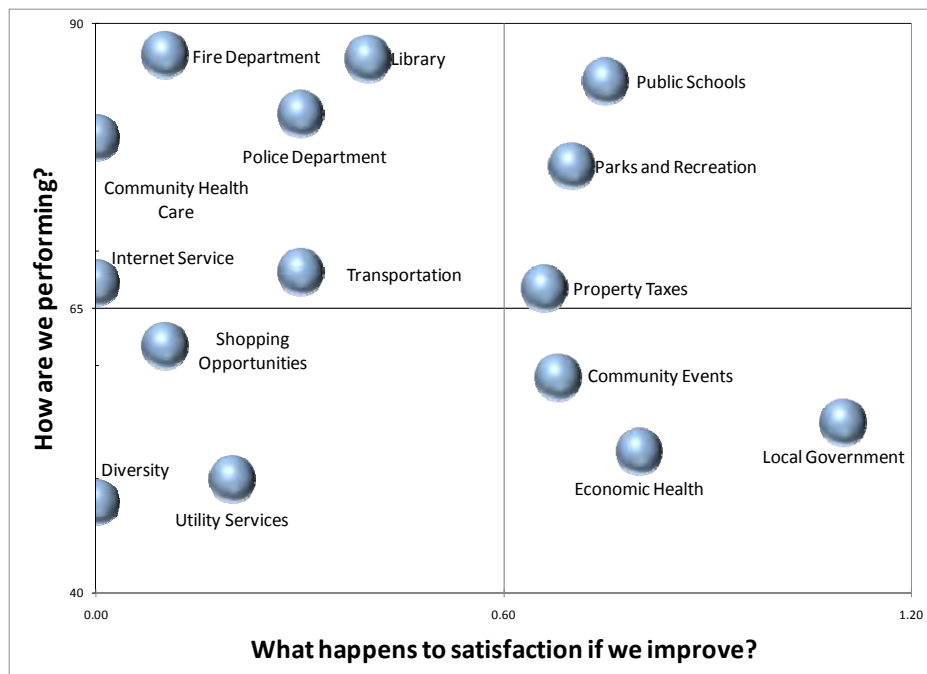 90
Fire Department
Library
Public Schools
Police Department
Parks and Recreation
Community Health
Care
Internet Service
Transportation
Property Taxes
65
Shopping
Opportunities
Community Events
Local Government
Diversity
Economic Health
Utility Services
40
0.00
0.60
1.20
How are we performing?
What happens to satisfaction if we improve?